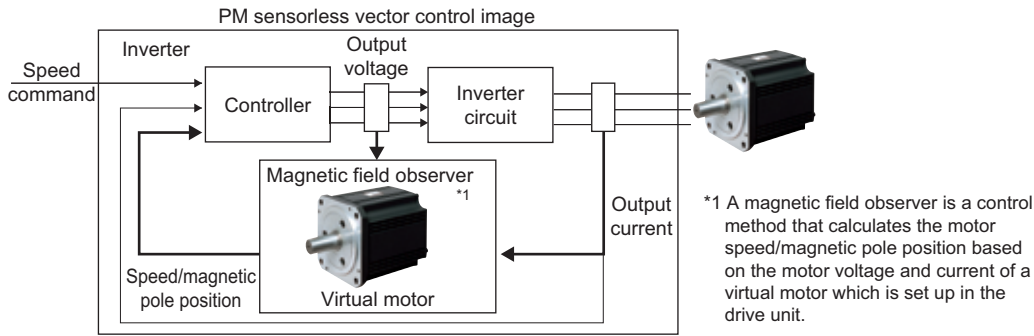 PM sensorless vector control image
Inverter
Speed
command
Controller
Output
voltage
Inverter
circuit
Magnetic field observer
*1
Virtual motor
Speed/magnetic
pole position
Output
current
*1 A magnetic field observer is a control
method that calculates the motor
speed/magnetic pole position based
on the motor voltage and current of a
virtual motor which is set up in the
drive unit.